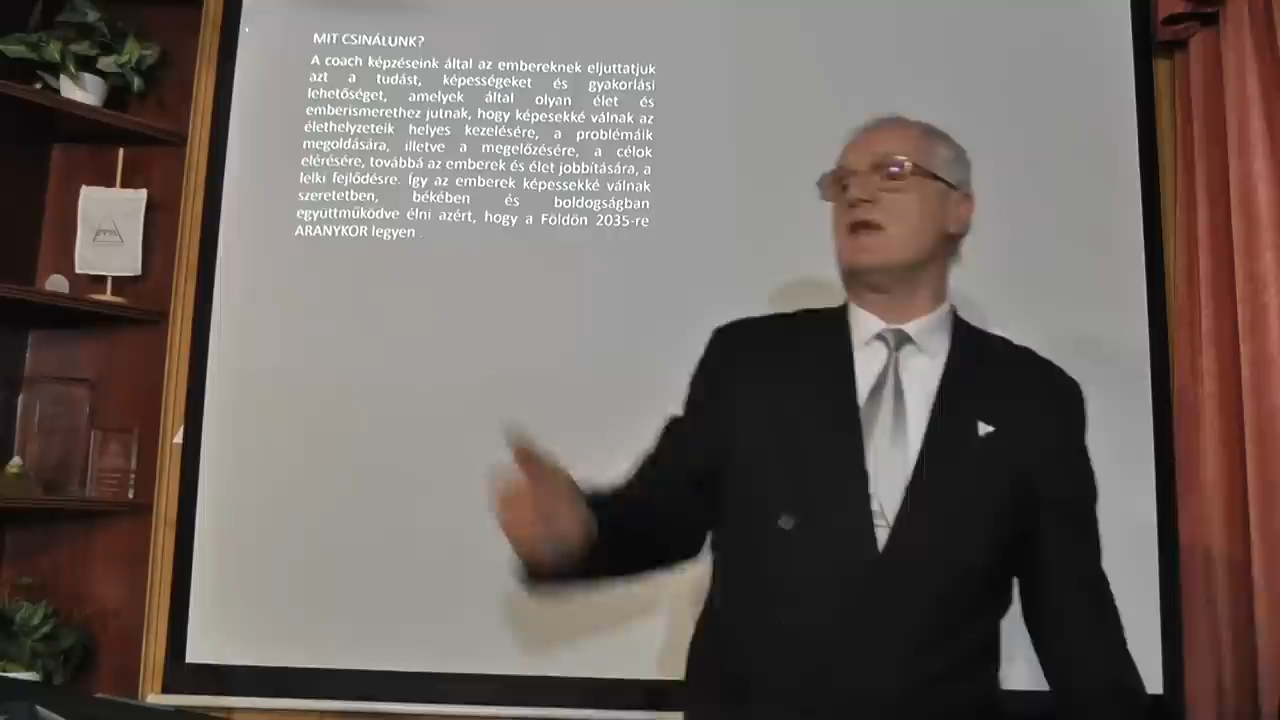 MIT CSINÁLUNK?
A coach képzéseink által az embereknek eljuttatjuk
azt a tudást, képességeket és gyakorlási
lehetőséget, amelyek által olyan élet és
emberismerethez jutnak, hogy képesekké válnak az
élethelyzeteik helyes kezelésére, a problémáik
megoldására, illetve a megelőzésére, a célok
elérésére, továbbá az emberek és élet jobbítására, a
lelki fejlődésre. Így az emberek képessekké válnak
szeretetben, békében és boldogságban
együttműködve élni azért, hogy a Földön 2035-re
ARANYKOR legyen .